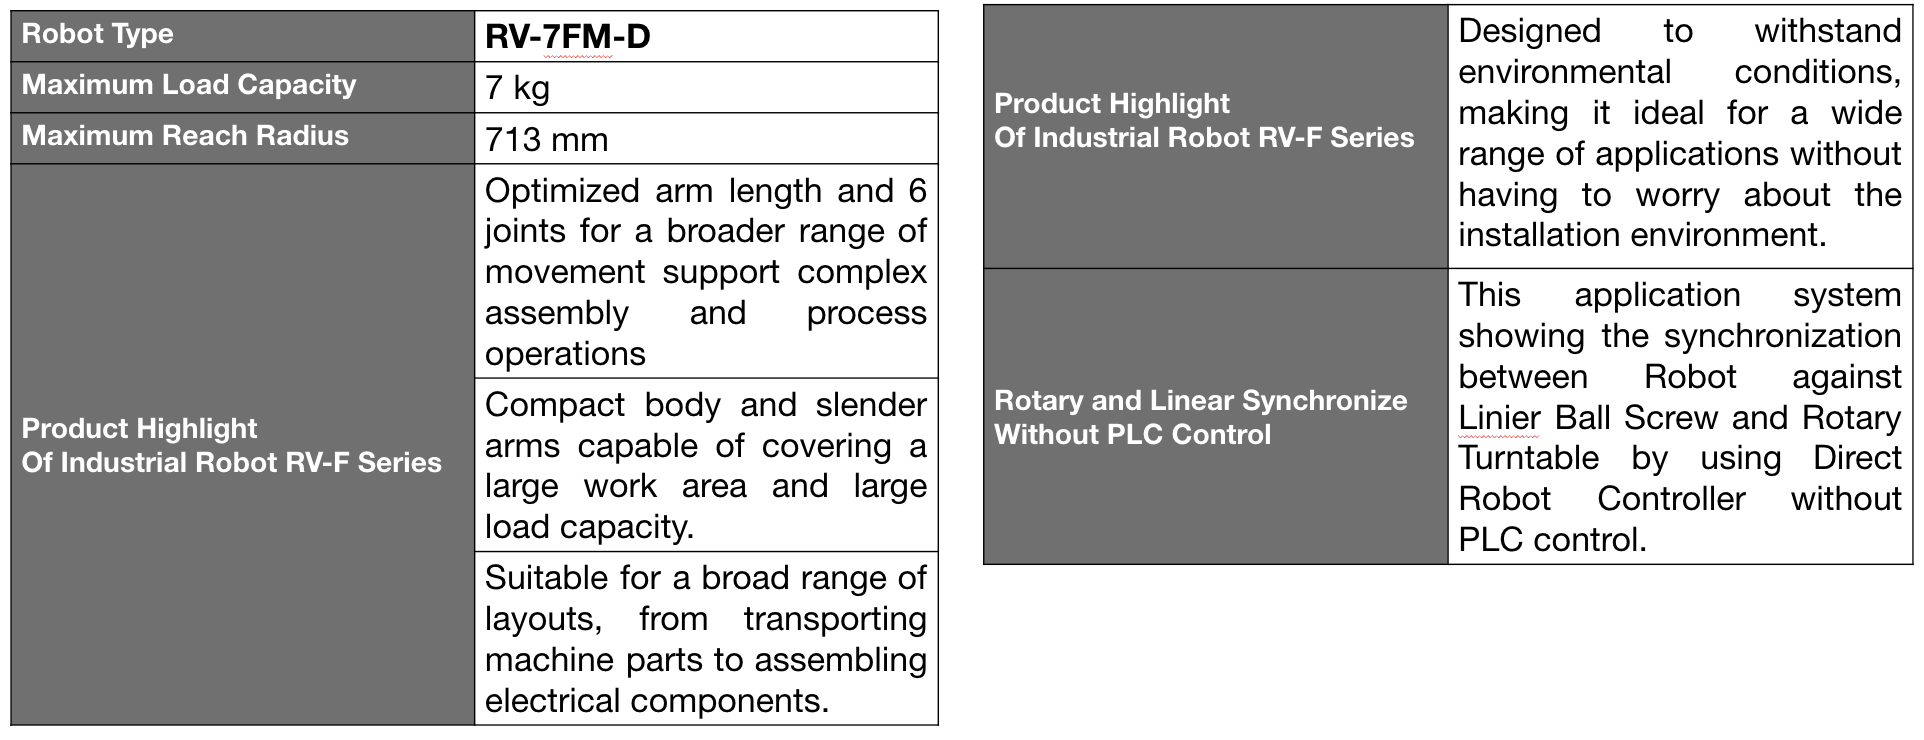 Robot Type
RV-7FM-D
Maximum Load Capacity
7 kg
Maximum Reach Radius
713 mm
Product Highlight
Of Industrial Robot RV-F Series
Optimized arm length and 6
joints for a broader range of
movement support complex
assembly and process
operations
Compact body and slender
arms capable of covering a
large work area and large
load capacity.
Suitable for a broad range of
layouts, from transporting
machine parts to assembling
electrical components.
Product Highlight
Of Industrial Robot RV-F Series
Designed to withstand
environmental conditions,
making it ideal for a wide
range of applications without
having to worry about the
installation environment.
Rotary and Linear Synchronize
Without PLC Control
This application system
showing the synchronization
between Robot against
Linier Ball Screw and Rotary
Turntable by using Direct
Robot Controller without
PLC control.